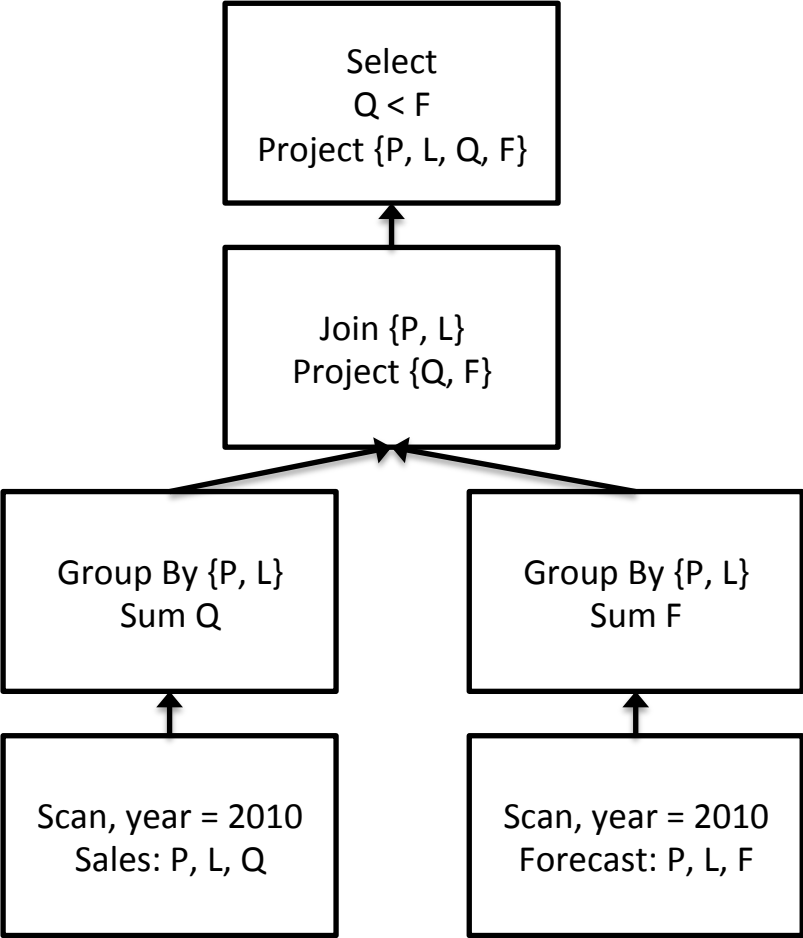 Select
Q < F
Project {P, L, Q, F}
Join {P, L}
Project {Q, F}
Group By {P, L}
Sum Q
Group By {P, L}
Sum F
Scan, year = 2010
Sales: P, L, Q
Scan, year = 2010
Forecast: P, L, F